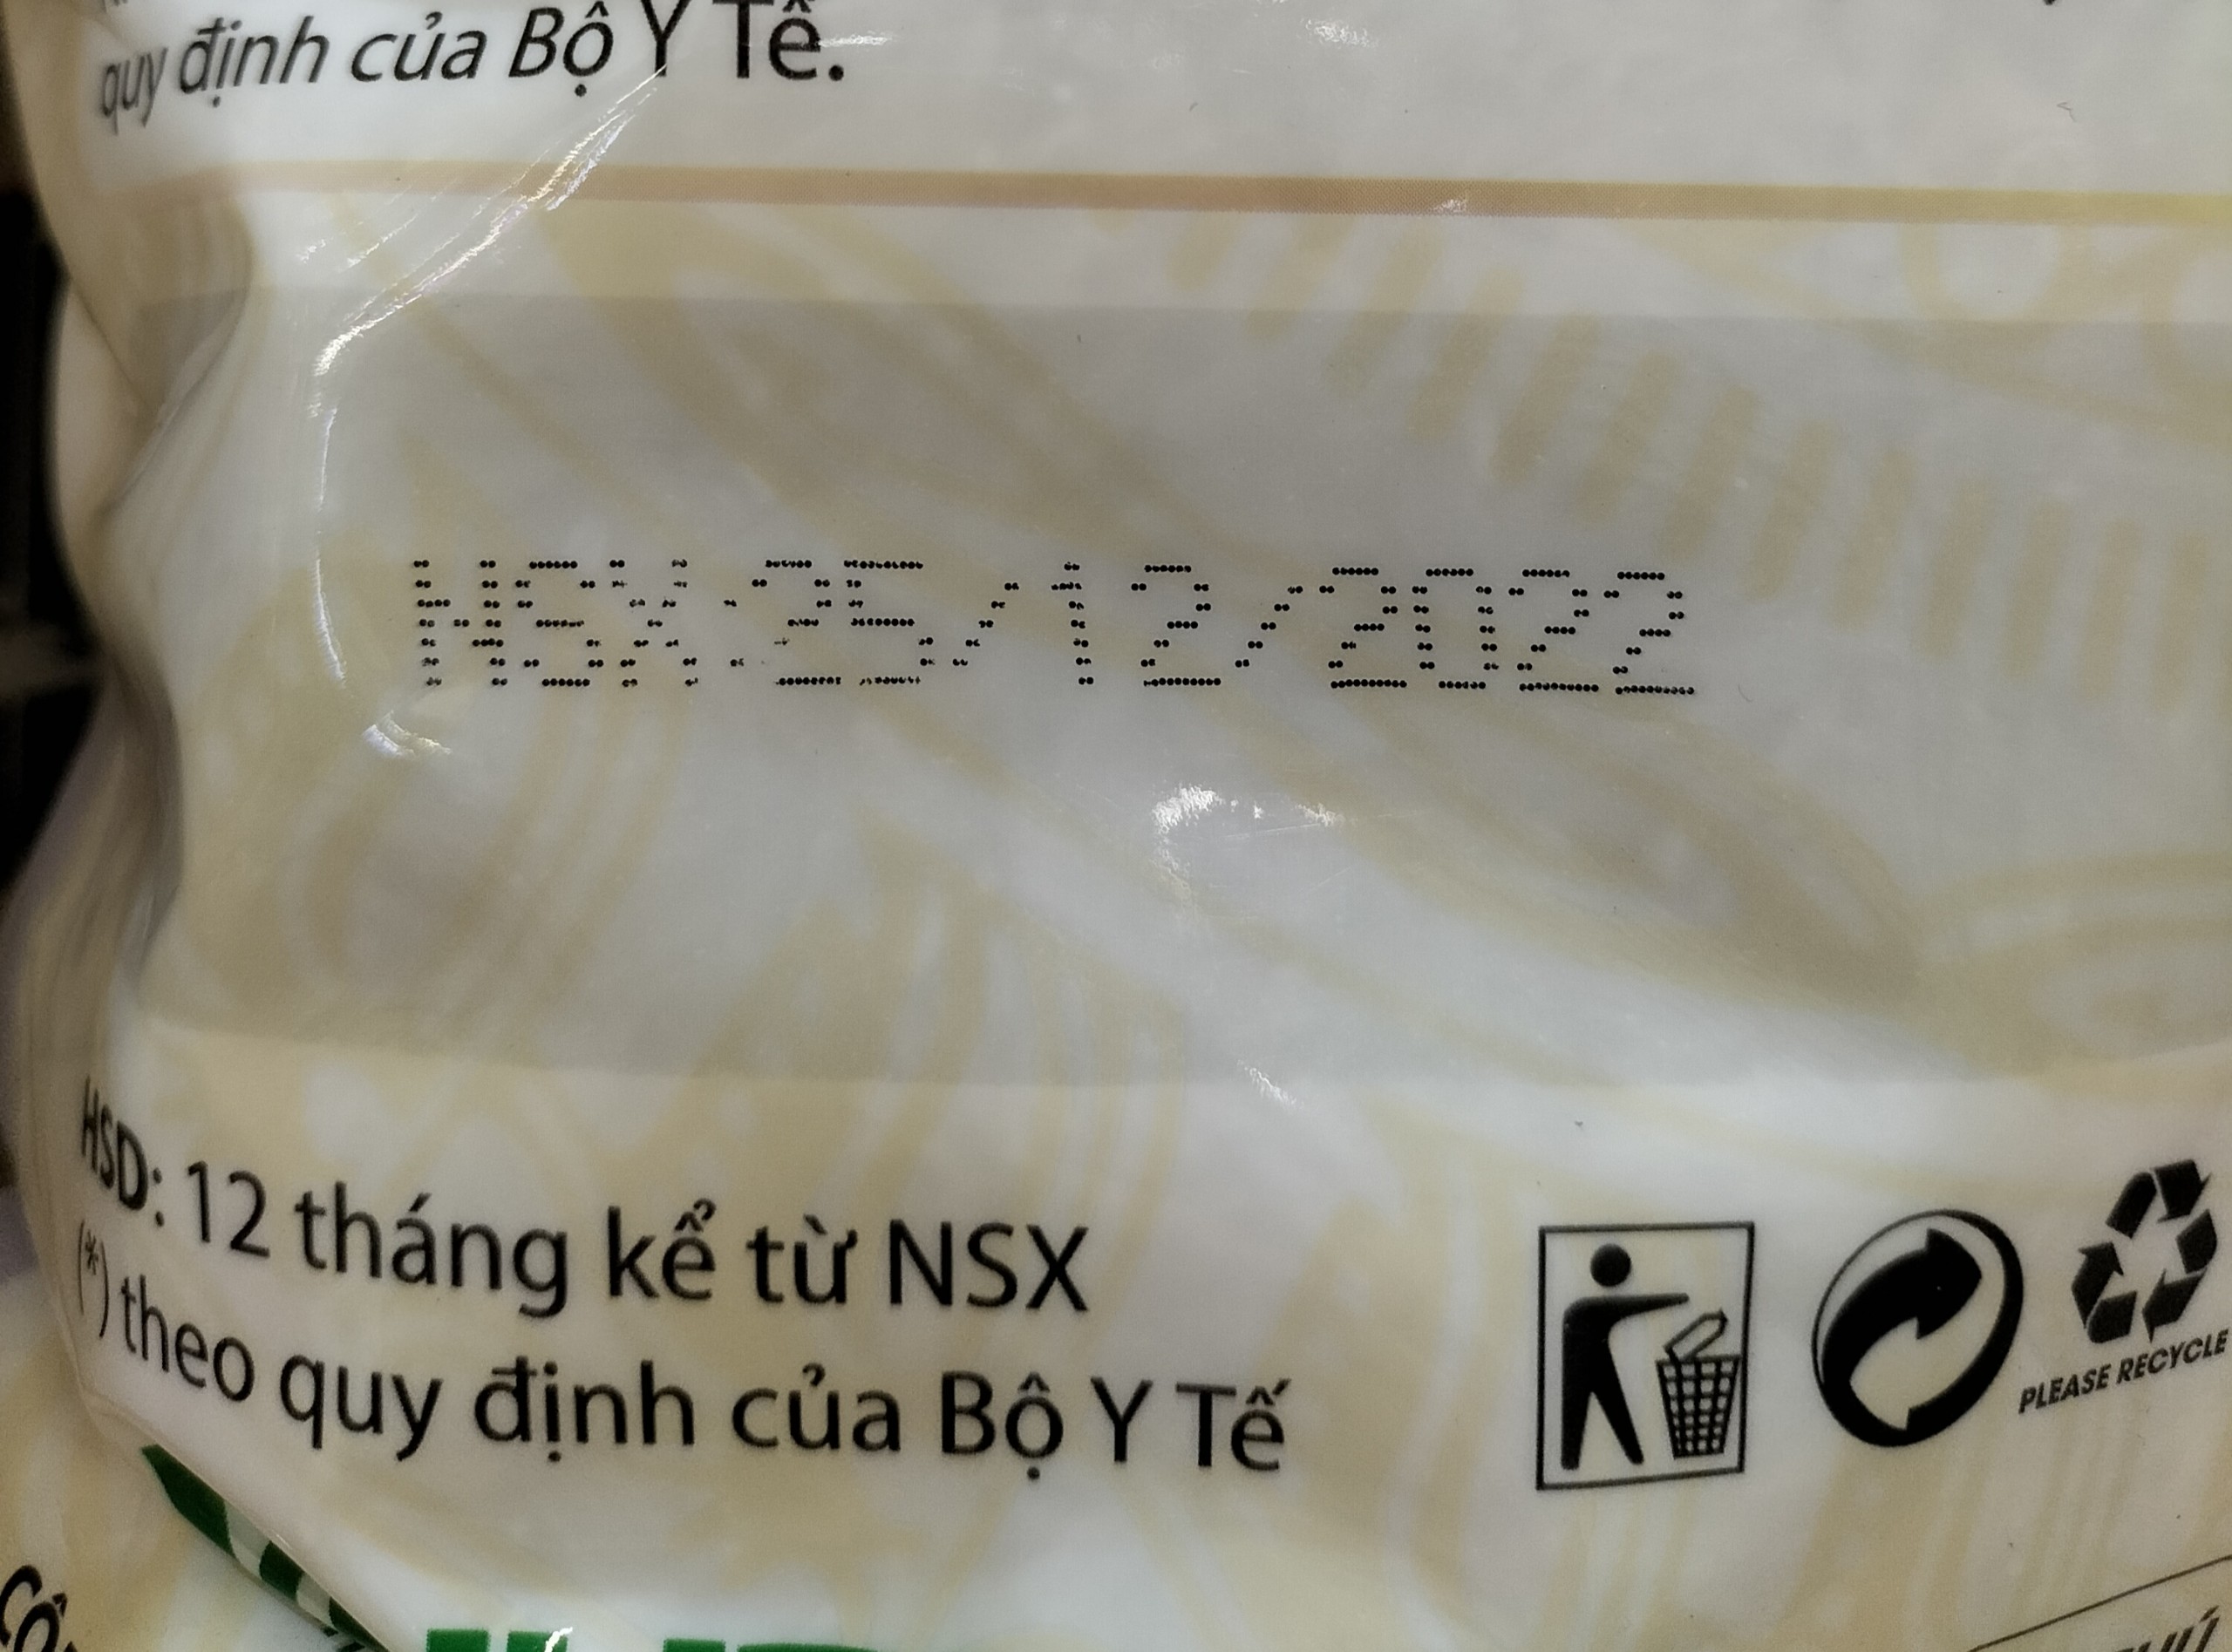 quy định của Bộ Y Tế.
NSX:25/12/2022
HSD: 12 tháng kể từ NSX
(*) theo quy định của Bộ Y Tế
PLEASE RECYCLE